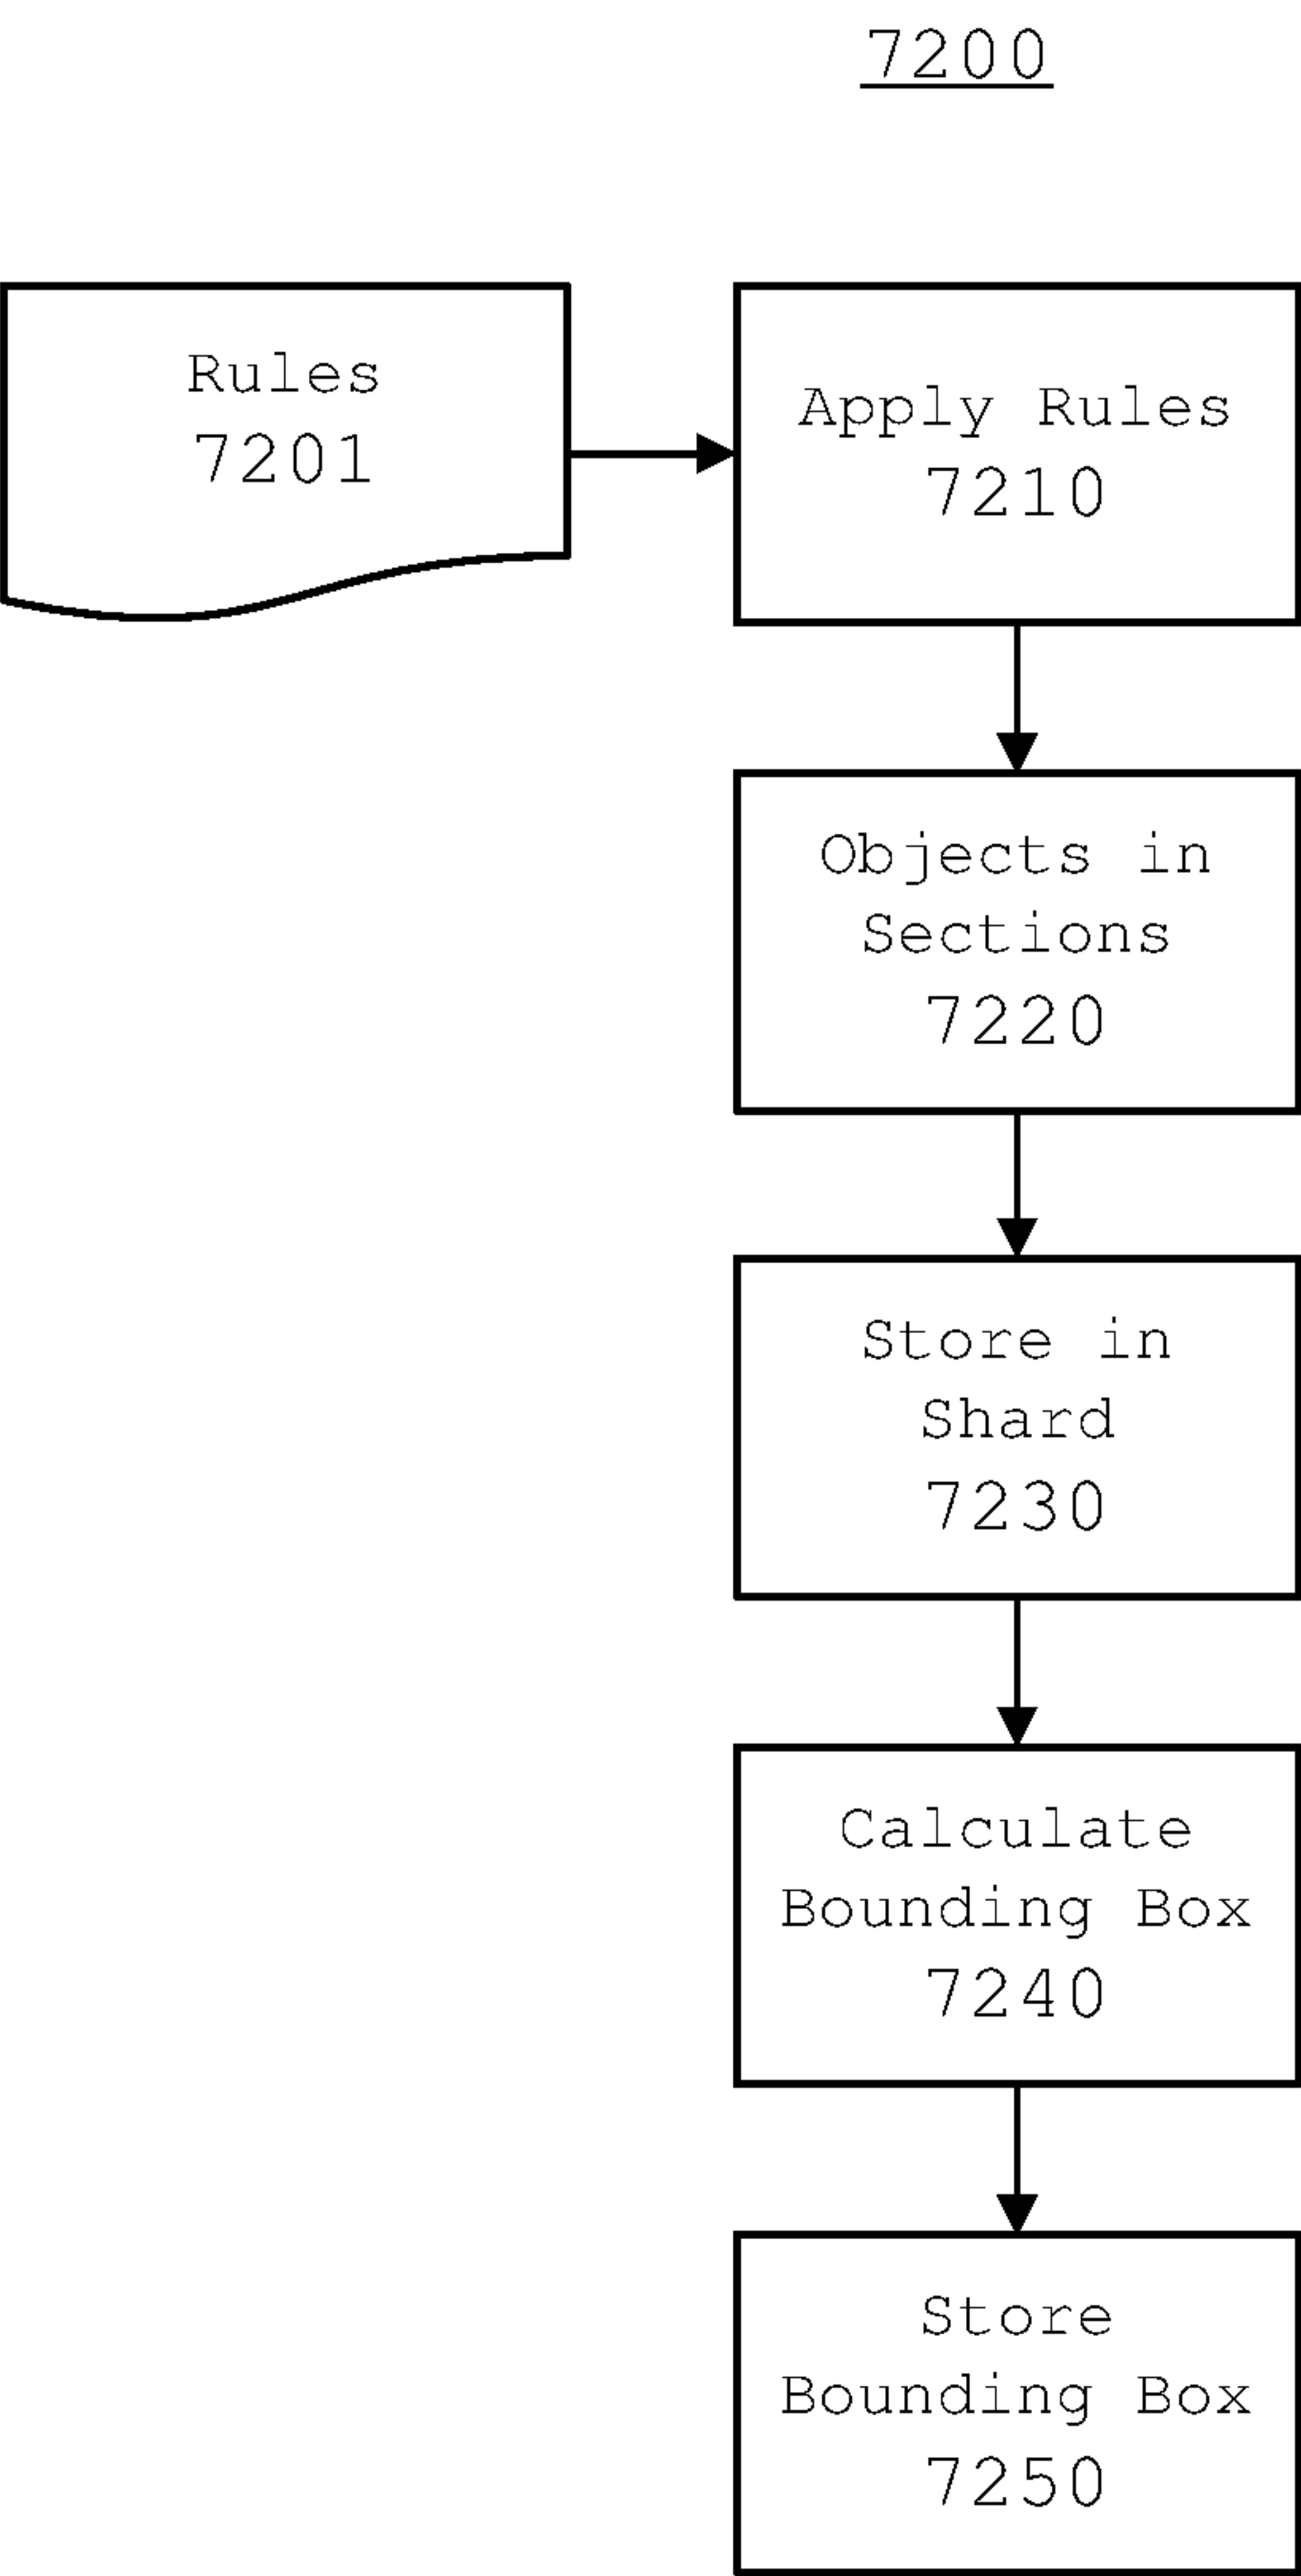 7200
Rules
7201
Apply Rules
7210
Objects in
Sections
7220
Store in
Shard
7230
Calculate
Bounding Box
7240
Store
Bounding Box
7250